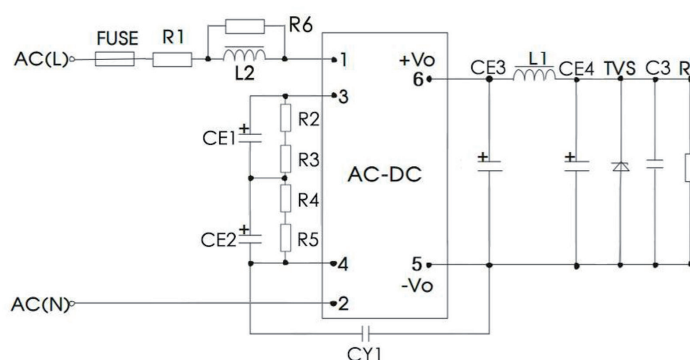 FUSE R1 R6
AC(L) L2 1 +Vo CE3 L1 CE4 TVS C3 R
6
3
+ R2
CE1 R3 AC-DC + +
R4
+
CE2 R5
4 5
-Vo
AC(N) 2
CY1